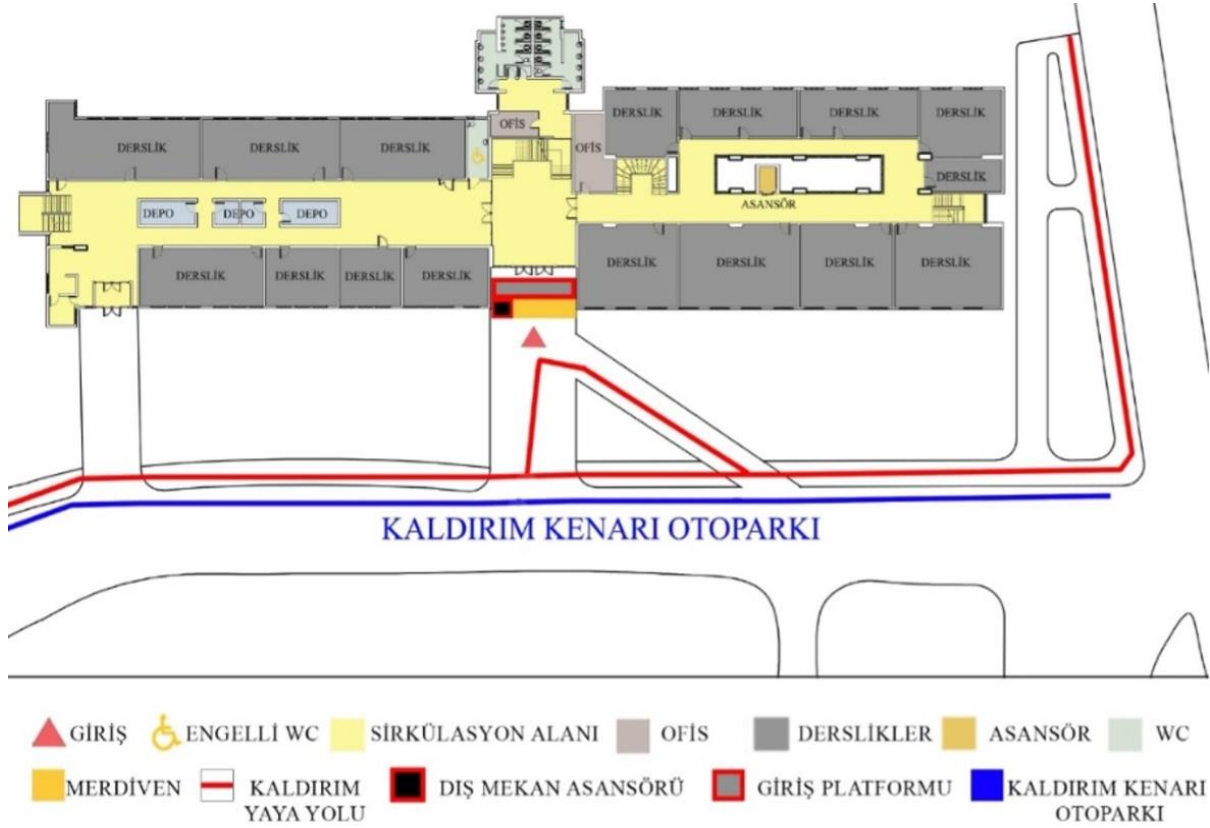 DERSLİK
DERSLİK
DERSLİK
OFİS
OFİS
DERSLİK
DERSLİK
DERSLİK
DERSLİK
DERSLİK
DEPO
DEPO
DEPO
ASANSÖR
DERSLİK
DERSLİK
DERSLİK
DERSLİK
DERSLİK
DERSLİK
DERSLİK
DERSLİK
KALDIRIM KENARI OTOPARKI
GİRİŞ
ENGELLİ WC
SİRKÜLASYON ALANI
OFİS
DERSLİKLER
ASANSÖR
WC
MERDİVEN
KALDIRIM
YAYA YOLU
DIŞ MEKAN ASANSÖRÜ
GİRİŞ PLATFORMU
KALDIRIM KENARI
OTOPARKI